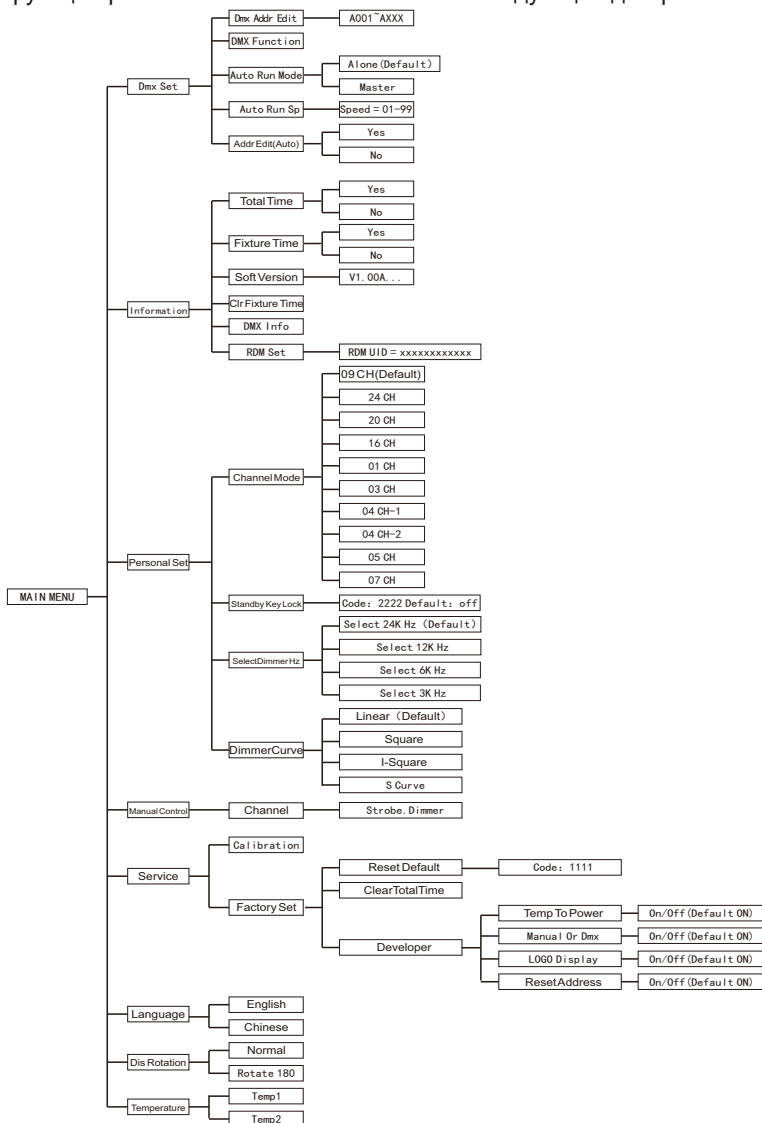 Dmx Addr Edit
A001~AXXX
DMX Function
Auto Run Mode
Alone(Default)
Master
Dmx Set
Auto Run Sp
Speed = 01-99
Addr Edit(Auto)
Yes
No
Total Time
Yes
No
Fixture Time
Yes
No
Soft Version
V1.00A...
Information
Clr Fixture Time
DMX Info
RDM Set
RDM UID = xxxxxxxxxxxx
09 CH(Default)
24 CH
20 CH
16 CH
Channel Mode
01 CH
03 CH
04 CH-1
04 CH-2
05 CH
07 CH
Personal Set
MAIN MENU
Standby Key Lock
Code: 2222 Default: off
Select 24K Hz (Default)
Select 12K Hz
SelectDimmer Hz
Select 6K Hz
Select 3K Hz
Linear (Default)
Square
DimmerCurve
I-Square
S Curve
Manual Control
Channel
Strobe. Dimmer
Calibration
Service
Reset Default
Code: 1111
ClearTotalTime
Factory Set
Developer
Temp To Power
On/Off(Default ON)
Manual Or Dmx
On/Off(Default ON)
LOGO Display
On/Off(Default ON)
ResetAddress
On/Off(Default ON)
Language
English
Chinese
Dis Rotation
Normal
Rotate 180
Temperature
Temp1
Temp2